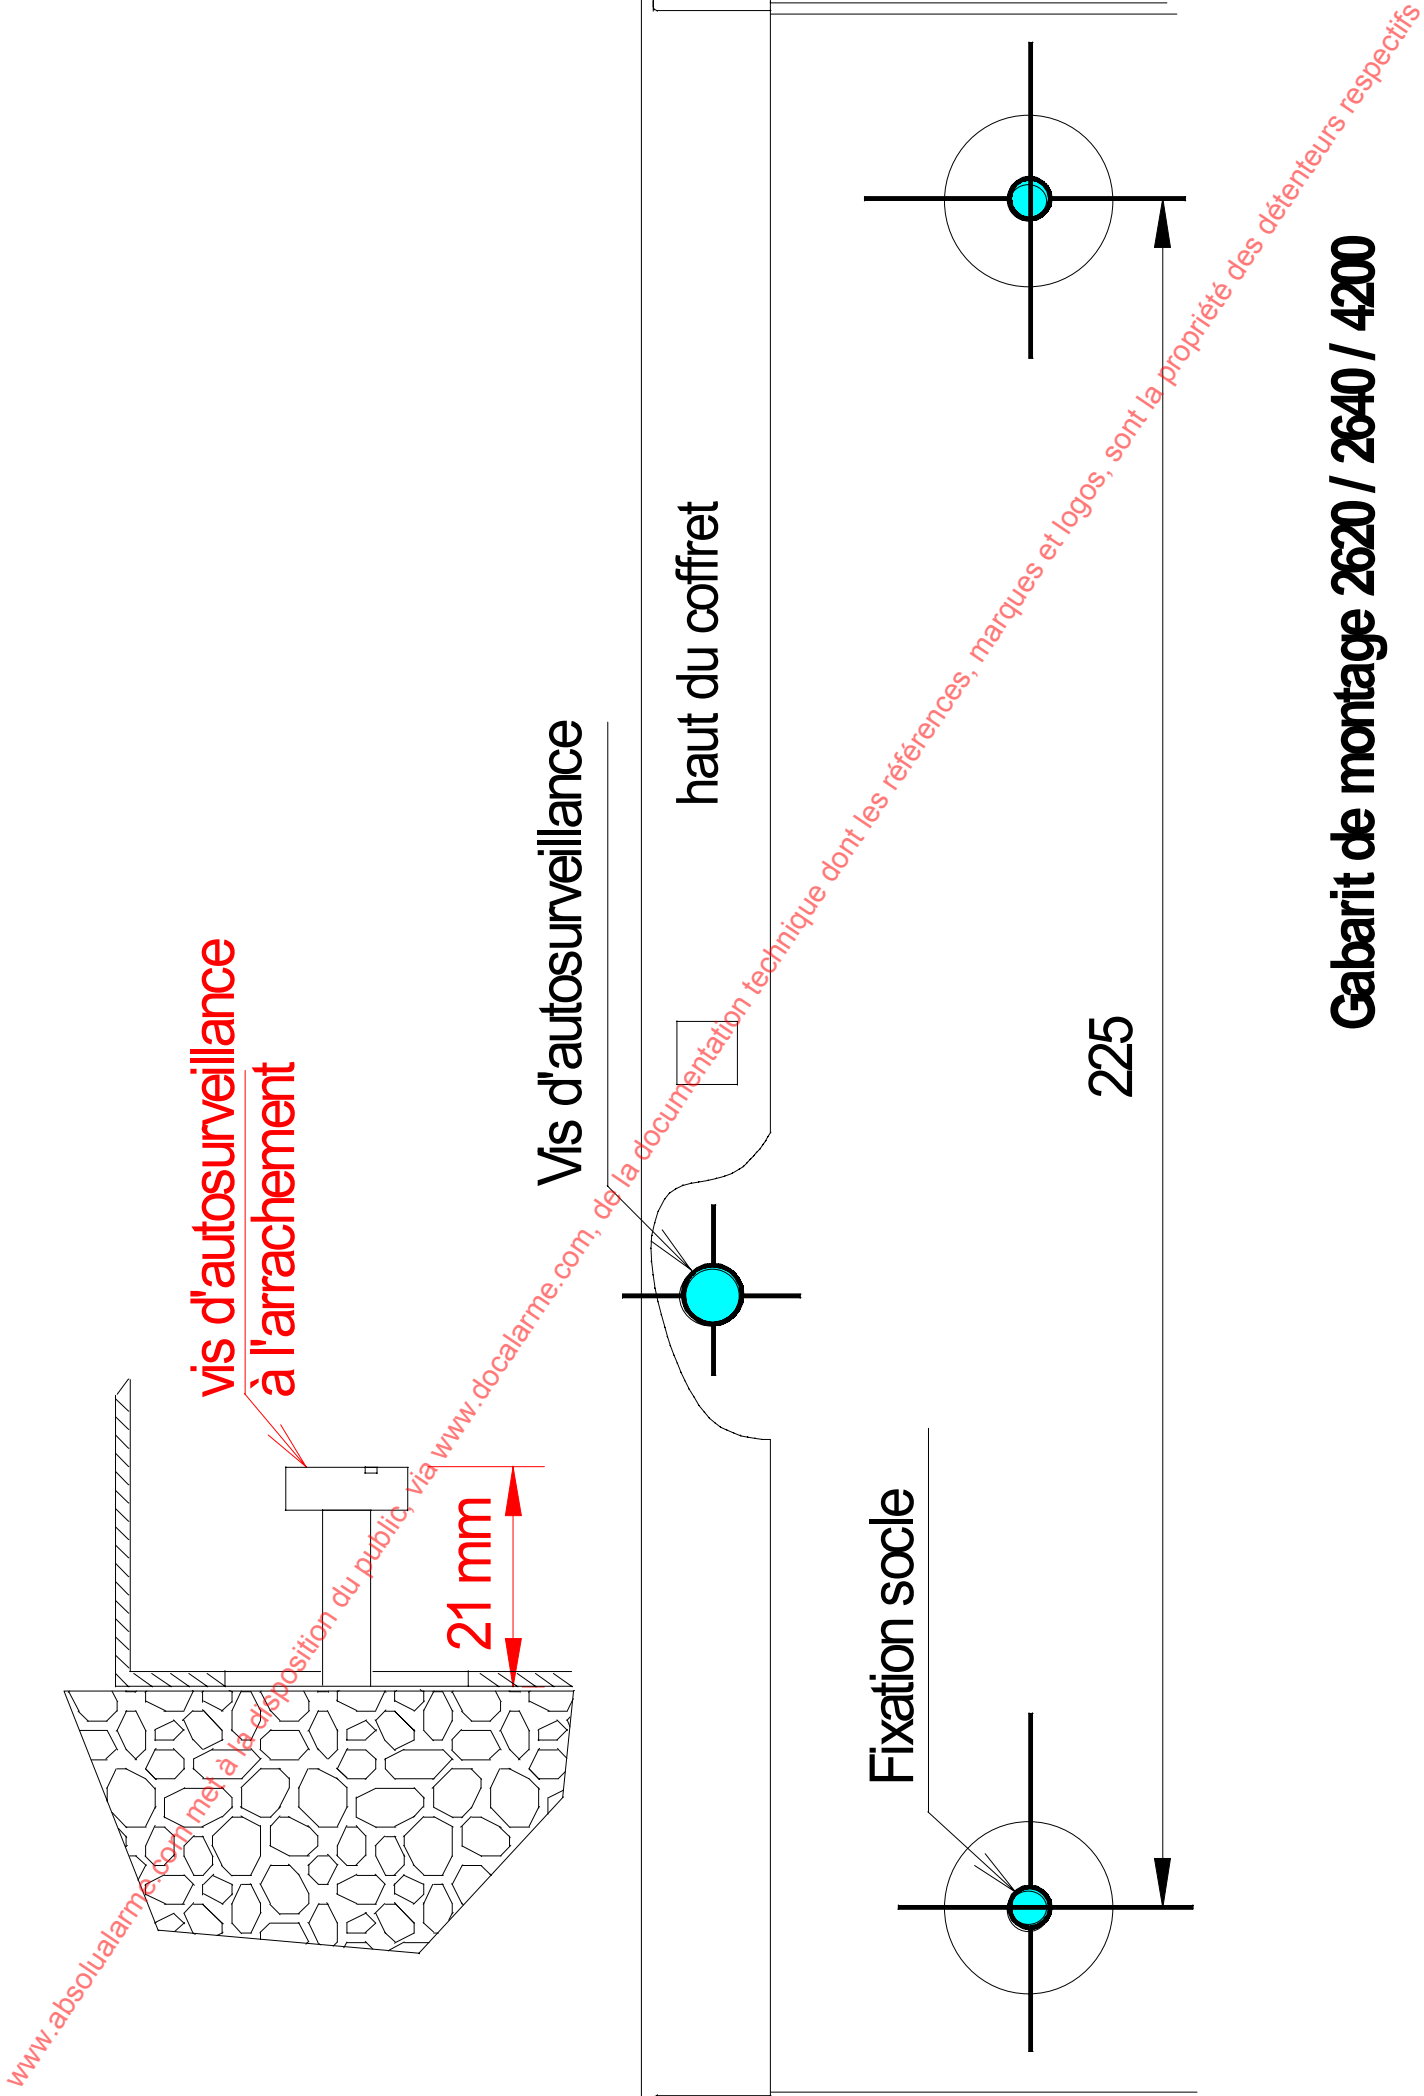 vis d'autosurveillance
à l'arrachement
21 mm
Vis d'autosurveillance
haut du coffret
Fixation socle
225
Gabarit de montage 2620 / 2640 / 4200
www.absolualarme.com met à la disposition du public, via www.docalarme.com, de la documentation technique dont les références, marques et logos, sont la propriété des détenteurs respectifs